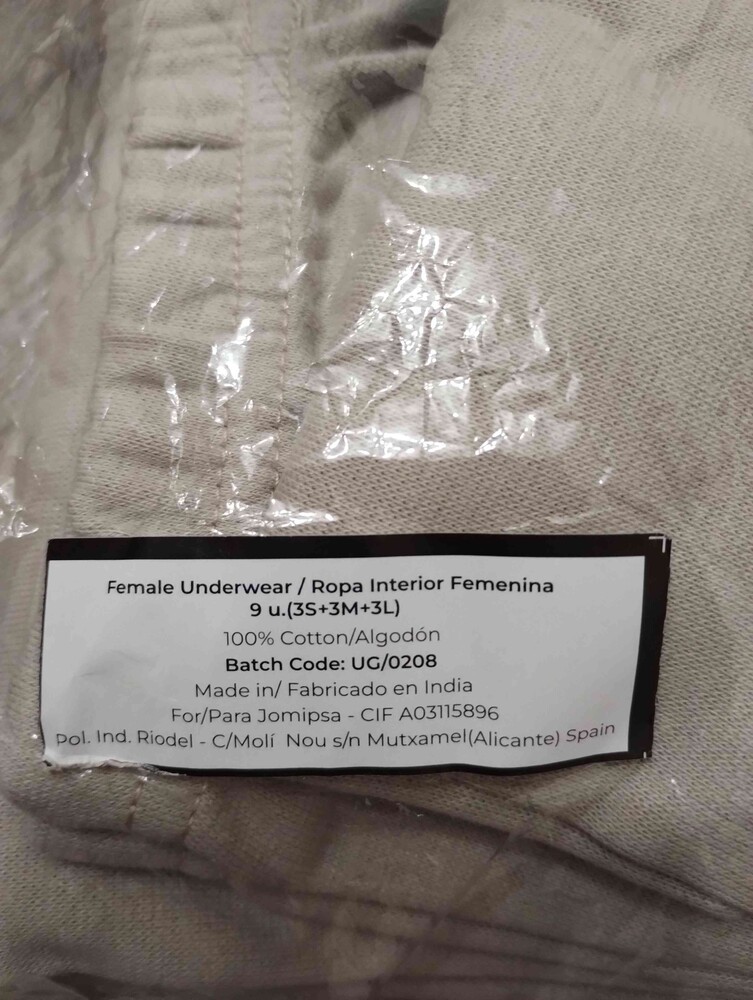 Female Underwear / Ropa Interior Femenina
9 u.(3S+3M+3L)
100% Cotton/Algodón
Batch Code: UG/0208
Made in/ Fabricado en India
For/Para Jomipsa - CIF A03115896
Pol. Ind. Riodel - C/Molí Nou s/n Mutxamel(Alicante) Spain